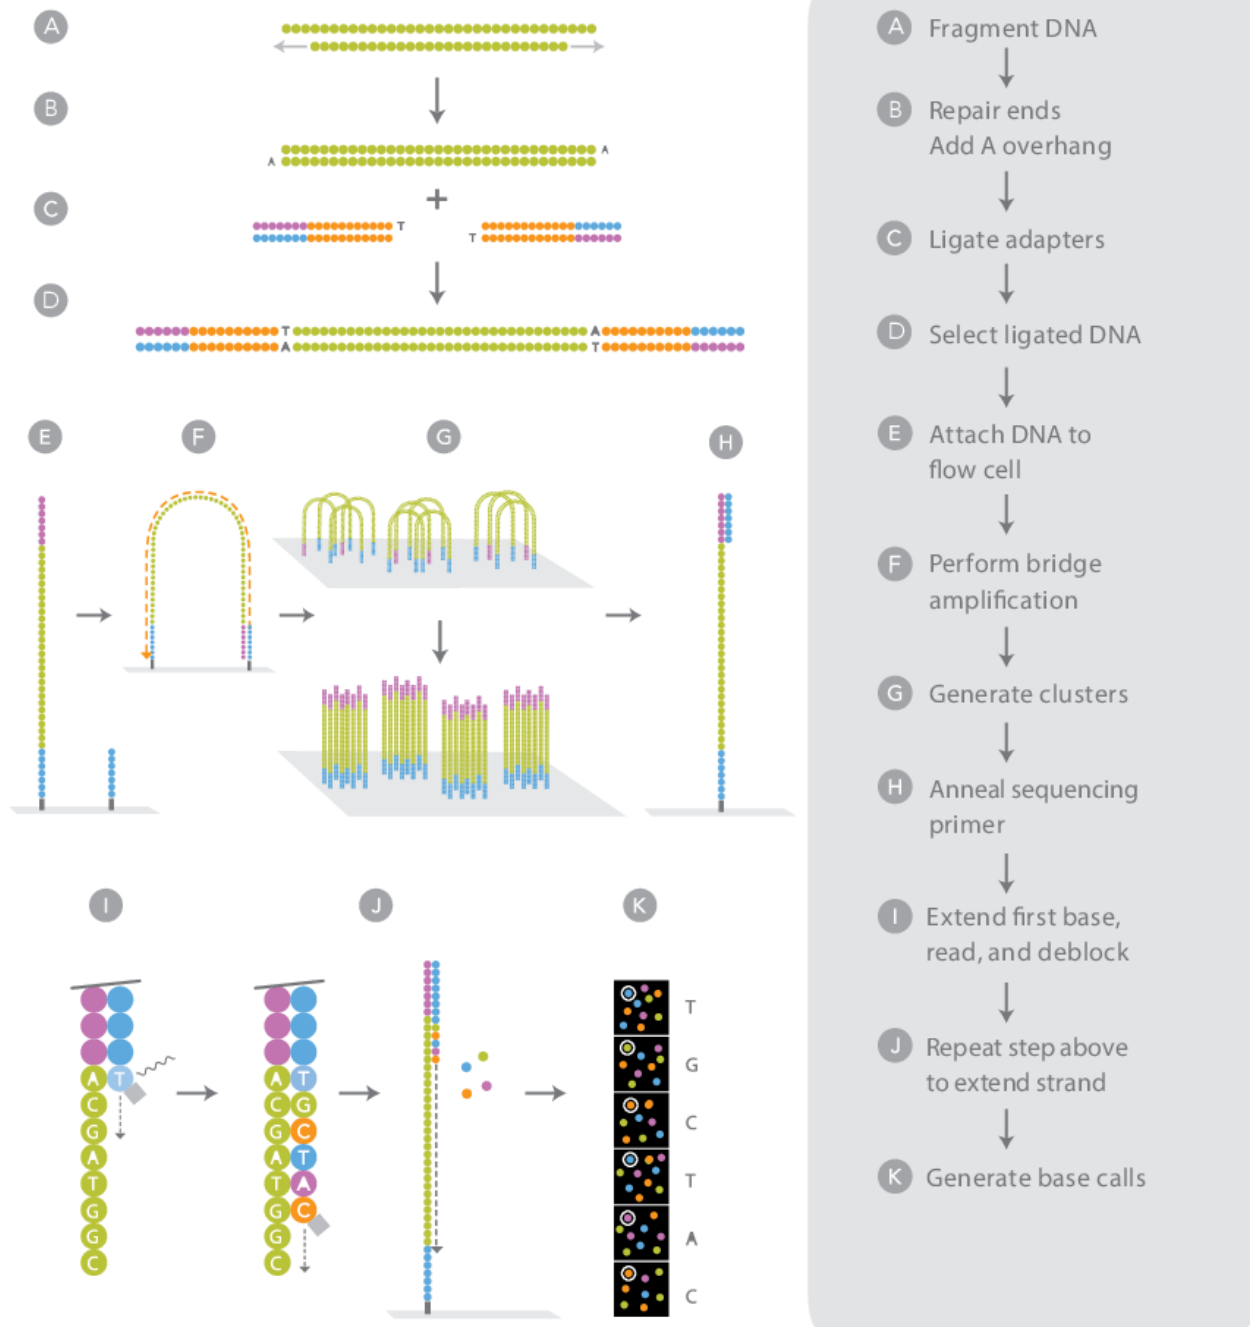 A
B
A
A
C
T
T
D
T
A
A
T
E
F
G
H
I
J
K
A T
C
G
A
T
G
G
C
A T
C G
G C
A T
T A
G C
G
C
T
G
C
T
A
C
A Fragment DNA
B Repair ends
Add A overhang
C Ligate adapters
D Select ligated DNA
E Attach DNA to
flow cell
F Perform bridge
amplification
G Generate clusters
H Anneal sequencing
primer
I Extend first base,
read, and deblock
J Repeat step above
to extend strand
K Generate base calls